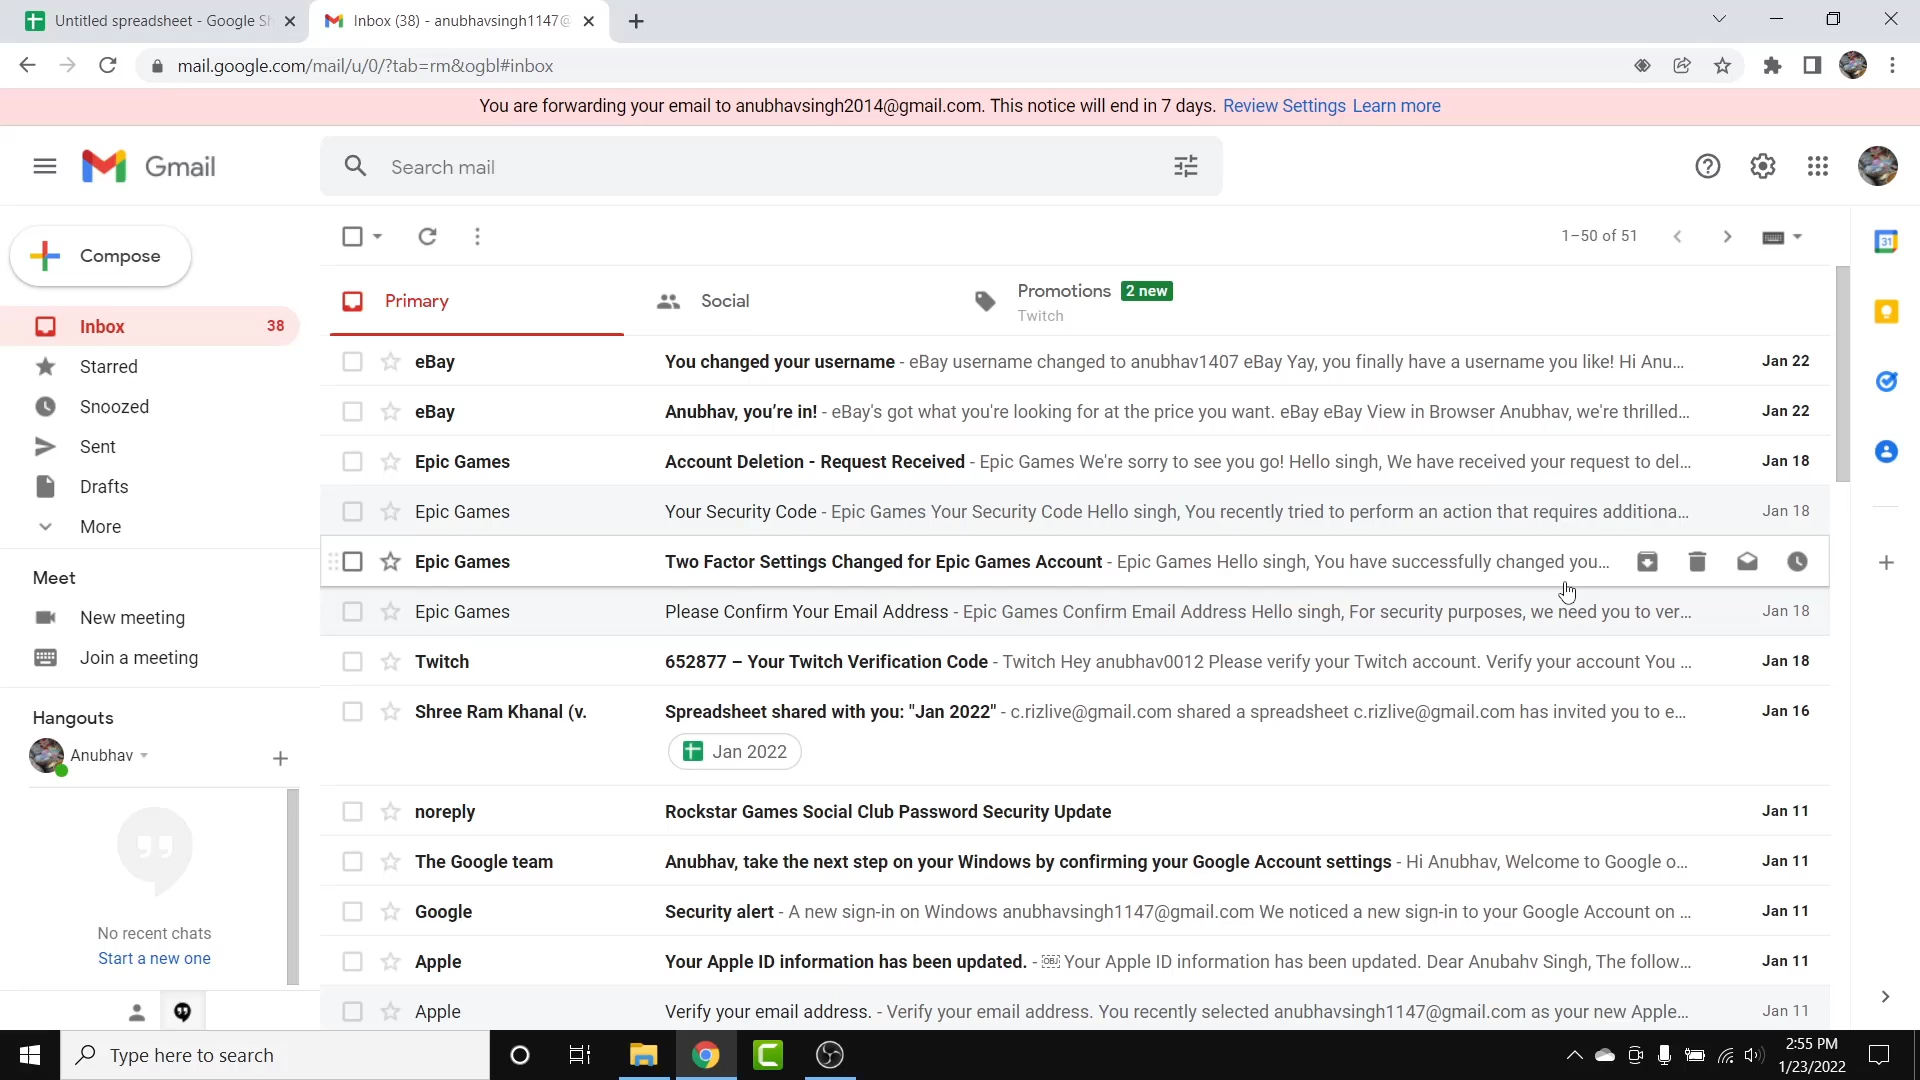 Untitled spreadsheet - Google Sh
Inbox (38) - anubhavsingh1147@
mail.google.com/mail/u/0/?tab=rm&ogbl#inbox
You are forwarding your email to anubhavsingh2014@gmail.com. This notice will end in 7 days. Review Settings Learn more
Gmail
Search mail
Compose
1–50 of 51
Primary
Social
Promotions 2 new
Twitch
Inbox 38
Starred
Snoozed
Sent
Drafts
More
Meet
New meeting
Join a meeting
Hangouts
Anubhav
No recent chats
Start a new one
eBay You changed your username - eBay username changed to anubhav1407 eBay Yay, you finally have a username you like! Hi Anu... Jan 22
eBay Anubhav, you're in! - eBay's got what you're looking for at the price you want. eBay eBay View in Browser Anubhav, we're thrilled... Jan 22
Epic Games Account Deletion - Request Received - Epic Games We're sorry to see you go! Hello singh, We have received your request to del... Jan 18
Epic Games Your Security Code - Epic Games Your Security Code Hello singh, You recently tried to perform an action that requires additiona... Jan 18
Epic Games Two Factor Settings Changed for Epic Games Account - Epic Games Hello singh, You have successfully changed you...
Epic Games Please Confirm Your Email Address - Epic Games Confirm Email Address Hello singh, For security purposes, we need you to ver... Jan 18
Twitch 652877 – Your Twitch Verification Code - Twitch Hey anubhav0012 Please verify your Twitch account. Verify your account You ... Jan 18
Shree Ram Khanal (v. Spreadsheet shared with you: "Jan 2022" - c.rizlive@gmail.com shared a spreadsheet c.rizlive@gmail.com has invited you to e... Jan 16
Jan 2022
noreply Rockstar Games Social Club Password Security Update Jan 11
The Google team Anubhav, take the next step on your Windows by confirming your Google Account settings - Hi Anubhav, Welcome to Google o... Jan 11
Google Security alert - A new sign-in on Windows anubhavsingh1147@gmail.com We noticed a new sign-in to your Google Account on ... Jan 11
Apple Your Apple ID information has been updated. - OBJ Your Apple ID information has been updated. Dear Anubahv Singh, The follow... Jan 11
Apple Verify your email address. - Verify your email address. You recently selected anubhavsingh1147@gmail.com as your new Apple... Jan 11
31
Type here to search
2:55 PM
1/23/2022